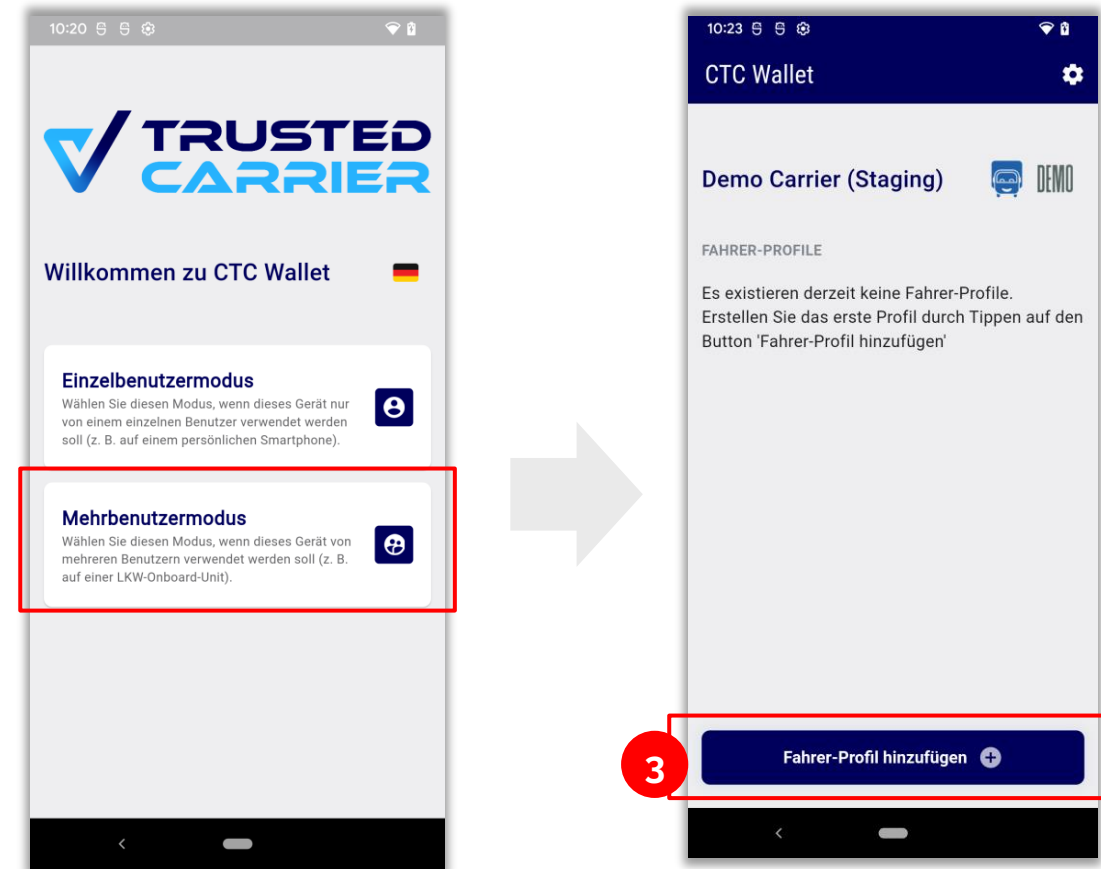 10:20
TRUSTED
CARRIER
Willkommen zu CTC Wallet
Einzelbenutzermodus
Wählen Sie diesen Modus, wenn dieses Gerät nur
von einem einzelnen Benutzer verwendet werden
soll (z. B. auf einem persönlichen Smartphone).
Mehrbenutzermodus
Wählen Sie diesen Modus, wenn dieses Gerät von
mehreren Benutzern verwendet werden soll (z. B.
auf einer LKW-Onboard-Unit).
10:23
CTC Wallet
Demo Carrier (Staging)
DEMO
FAHRER-PROFILE
Es existieren derzeit keine Fahrer-Profile.
Erstellen Sie das erste Profil durch Tippen auf den
Button 'Fahrer-Profil hinzufügen'
3
Fahrer-Profil hinzufügen